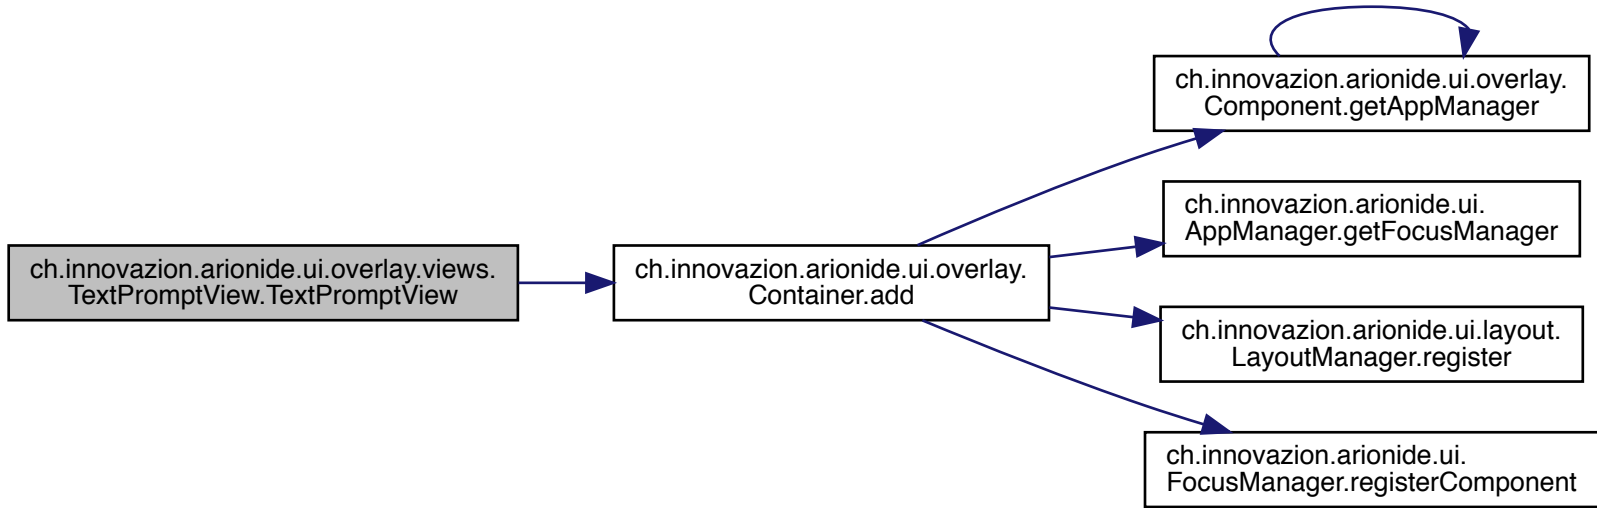 ch.innovazion.arionide.ui.overlay.views.
TextPromptView.TextPromptView
ch.innovazion.arionide.ui.overlay.
Container.add
ch.innovazion.arionide.ui.overlay.
Component.getAppManager
ch.innovazion.arionide.ui.
AppManager.getFocusManager
ch.innovazion.arionide.ui.layout.
LayoutManager.register
ch.innovazion.arionide.ui.
FocusManager.registerComponent